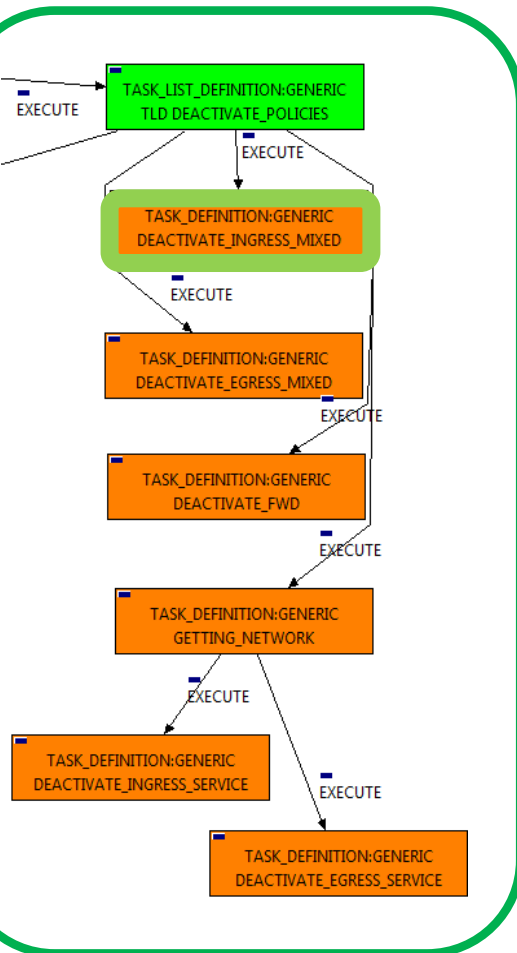 TASK_LIST_DEFINITION:GENERIC
TLD DEACTIVATE_POLICIES
EXECUTE
EXECUTE
TASK_DEFINITION:GENERIC
DEACTIVATE_INGRESS_MIXED
EXECUTE
TASK_DEFINITION:GENERIC
DEACTIVATE_EGRESS_MIXED
EXECUTE
TASK_DEFINITION:GENERIC
DEACTIVATE_FWD
EXECUTE
TASK_DEFINITION:GENERIC
GETTING_NETWORK
EXECUTE
TASK_DEFINITION:GENERIC
DEACTIVATE_INGRESS_SERVICE
EXECUTE
TASK_DEFINITION:GENERIC
DEACTIVATE_EGRESS_SERVICE